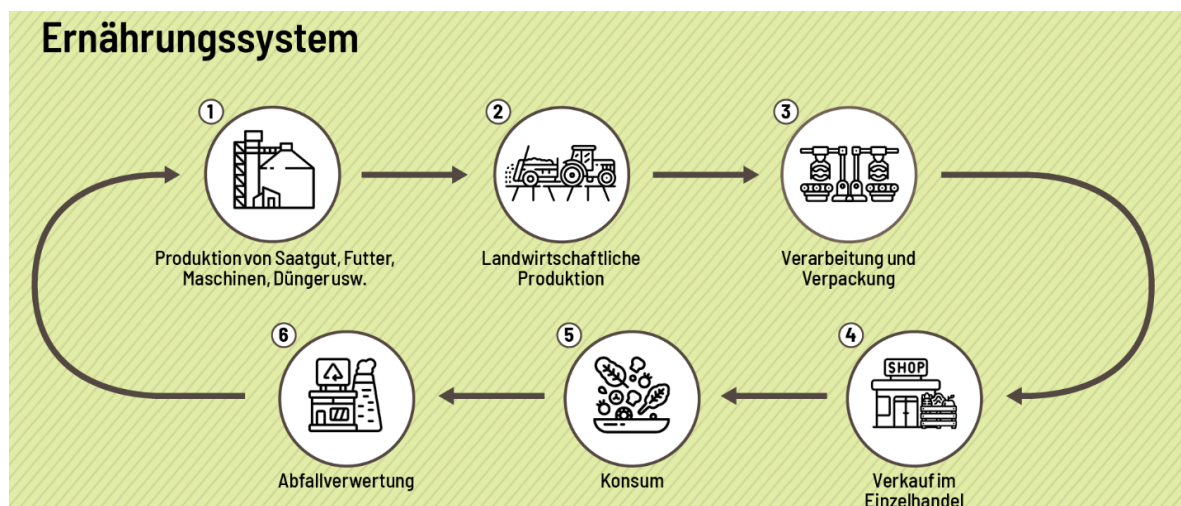 Ernährungssystem
1
Produktion von Saatgut, Futter,
Maschinen, Dünger usw.
2
Landwirtschaftliche
Produktion
3
Verarbeitung und
Verpackung
4
SHOP
Verkauf im
Einzelhandel
5
Konsum
6
Abfallverwertung